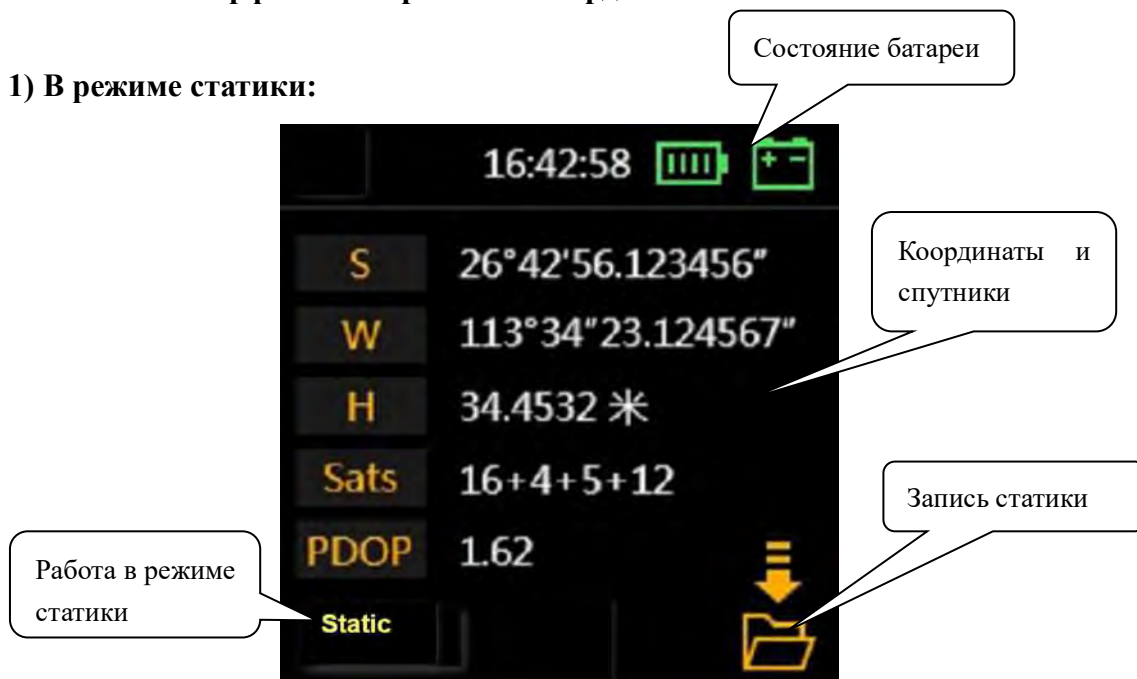 Состояние батареи
1) В режиме статики:
16:42:58
S 26°42'56.123456"
W 113°34"23.124567"
Координаты и
спутники
H 34.4532
Sats 16+4+5+12
Запись статики
PDOP 1.62
Работа в режиме
статики
Static